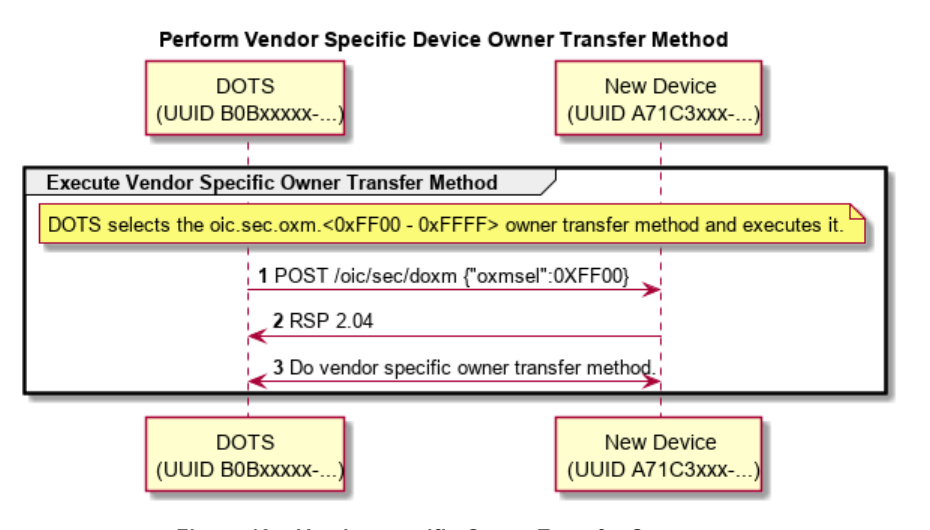 Perform Vendor Specific Device Owner Transfer Method
DOTS
(UUID B0Bxxxxx-...)
New Device
(UUID A71C3xxx-...)
Execute Vendor Specific Owner Transfer Method
DOTS selects the oic.sec.oxm.<0xFF00 - 0xFFFF> owner transfer method and executes it.
1 POST /oic/sec/doxm {"oxmsel":0XFF00}
2 RSP 2.04
3 Do vendor specific owner transfer method.
DOTS
(UUID B0Bxxxxx-...)
New Device
(UUID A71C3xxx-...)